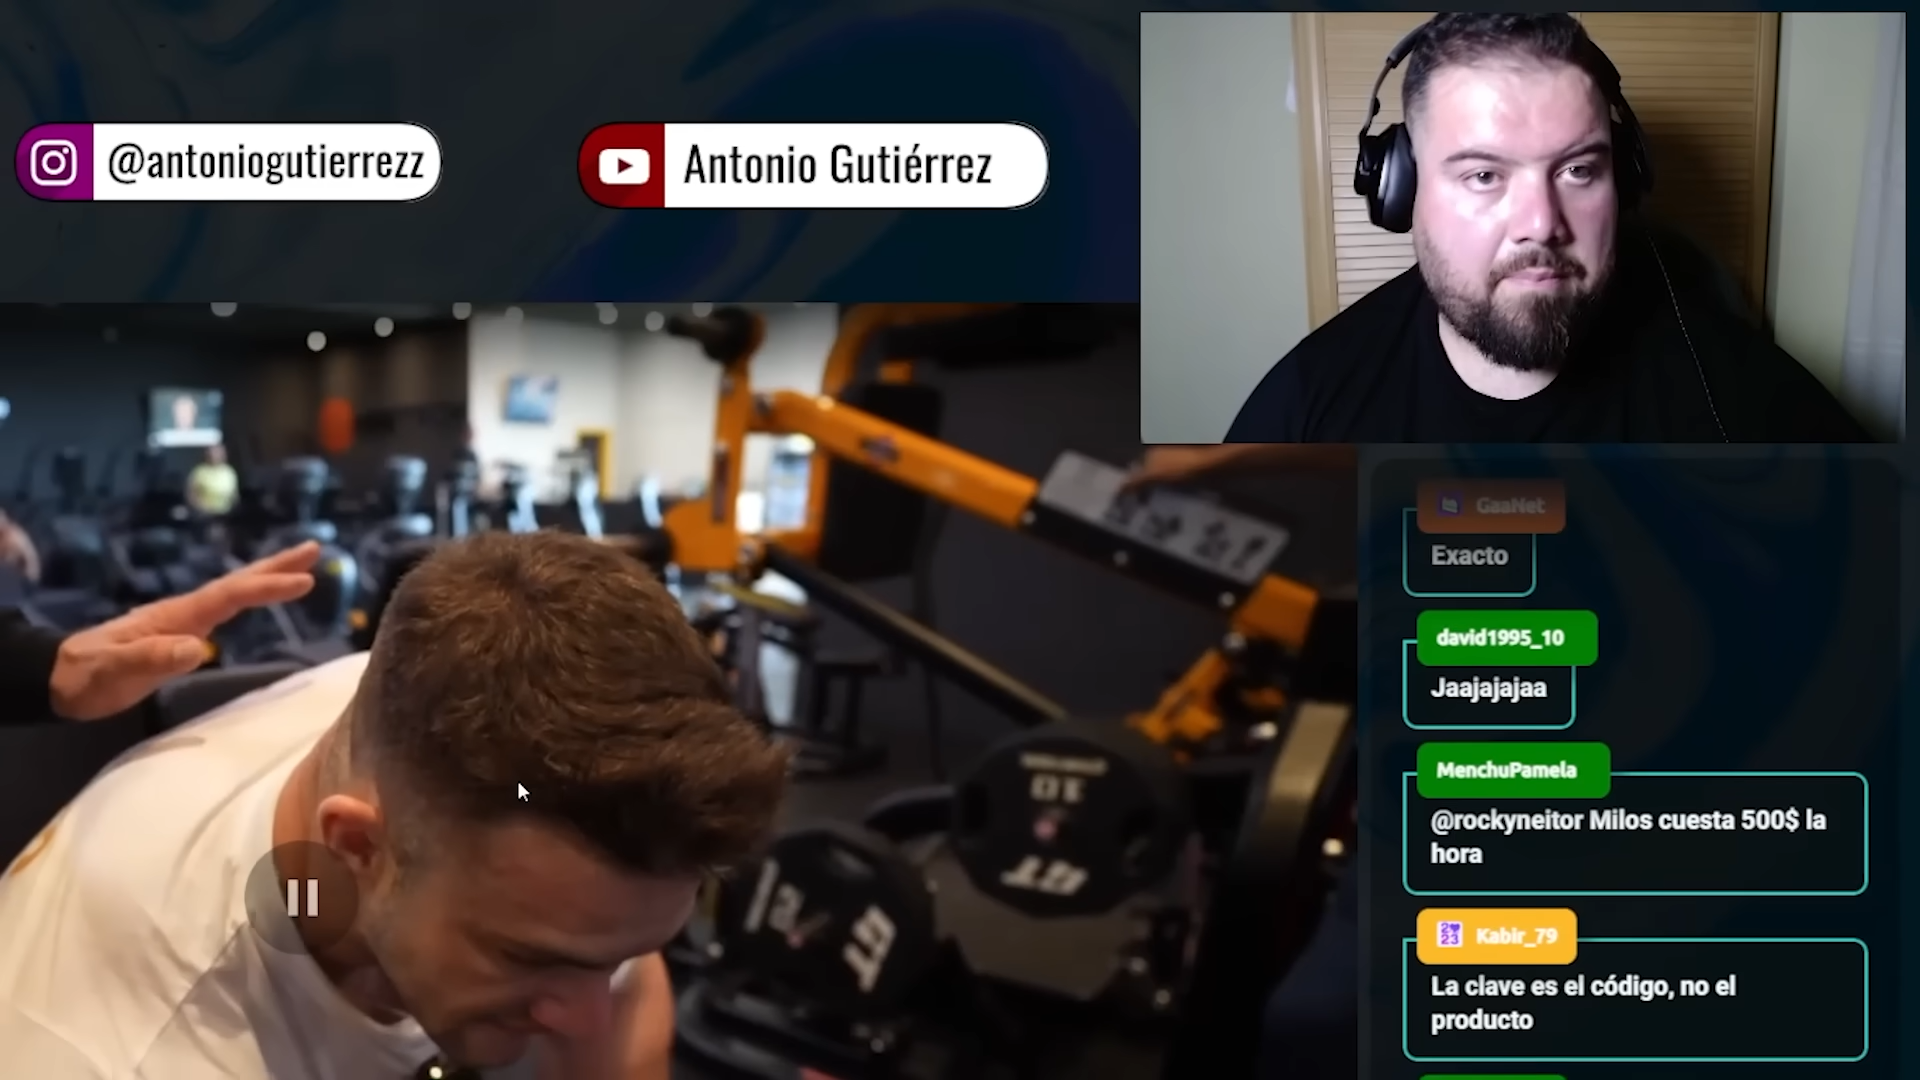 @antoniogutierrezz
Antonio Gutiérrez
GaaNet
Exacto
david1995_10
Jaajajajaa
MenchuPamela
@rockyneitor Milos cuesta 500$ la
hora
Kabir_79
La clave es el código, no el
producto
10